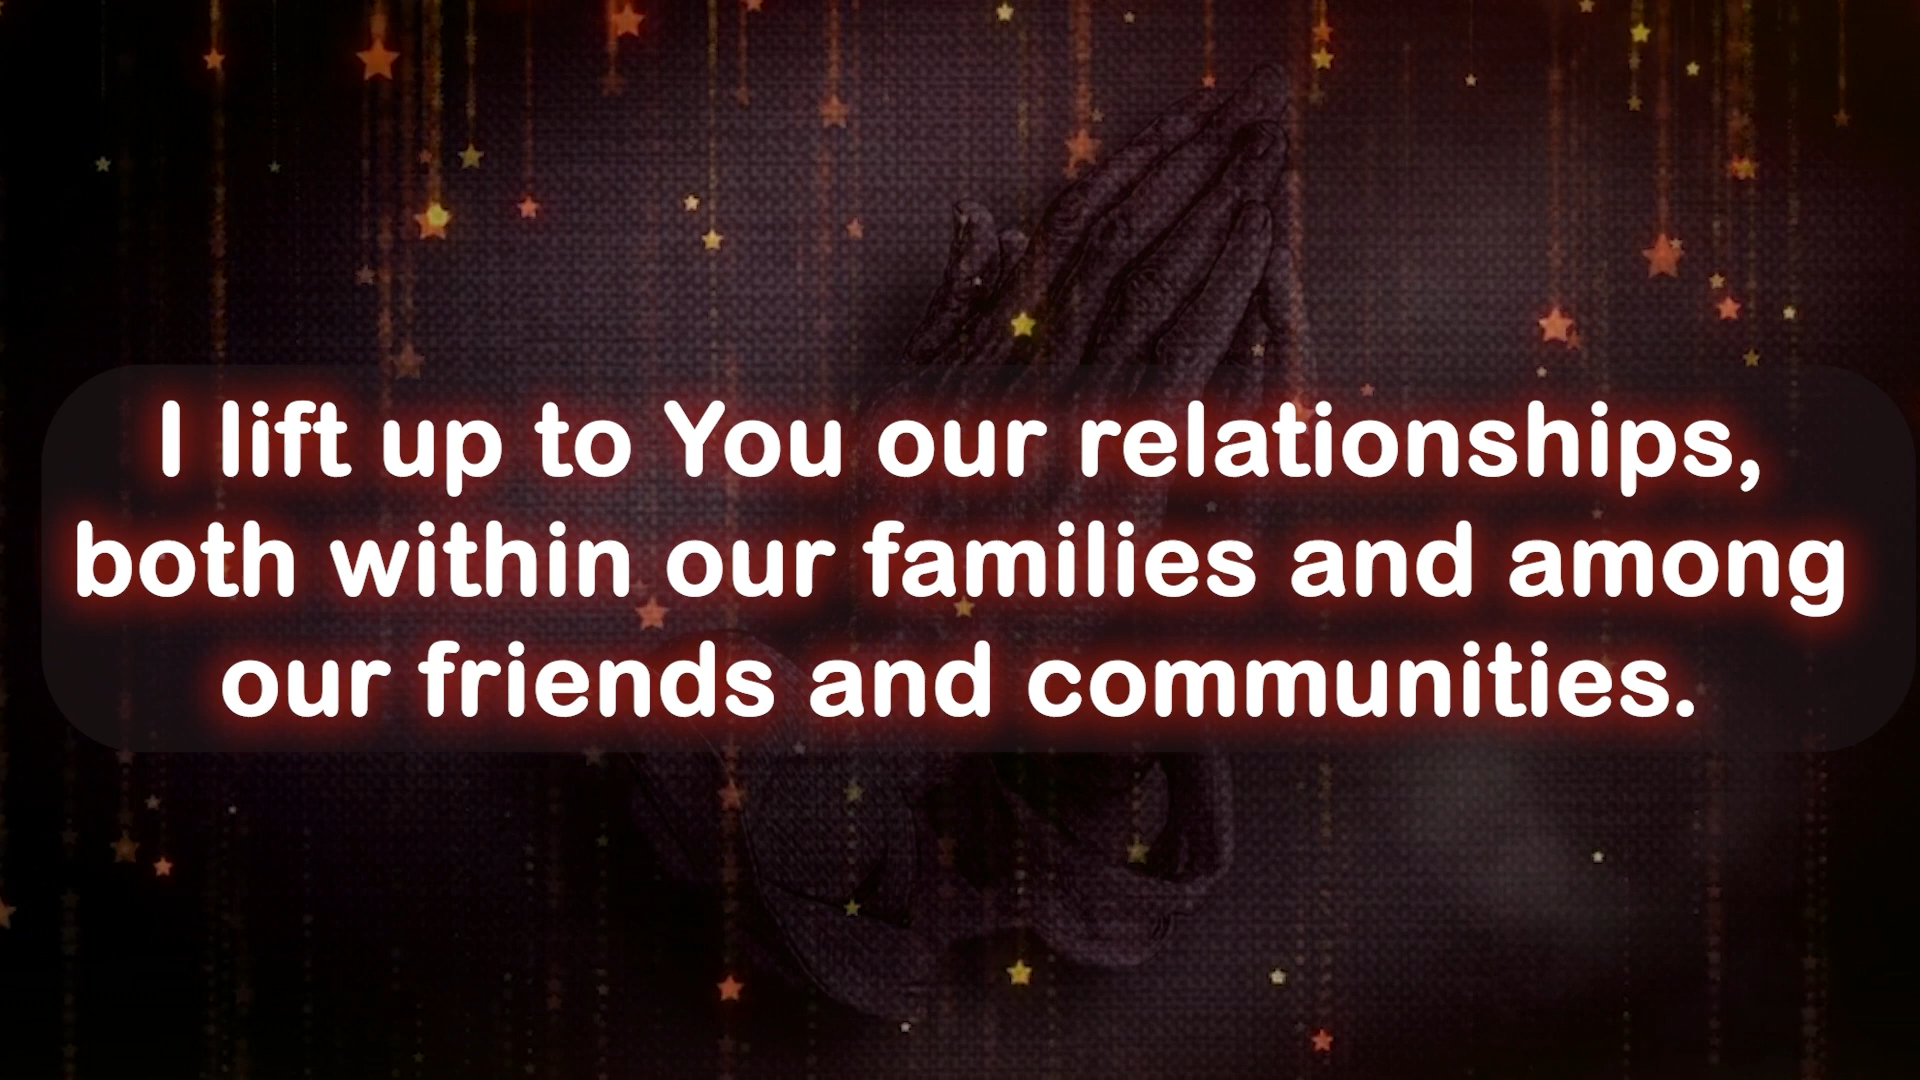 I lift up to You our relationships,
both within our families and among
our friends and communities.